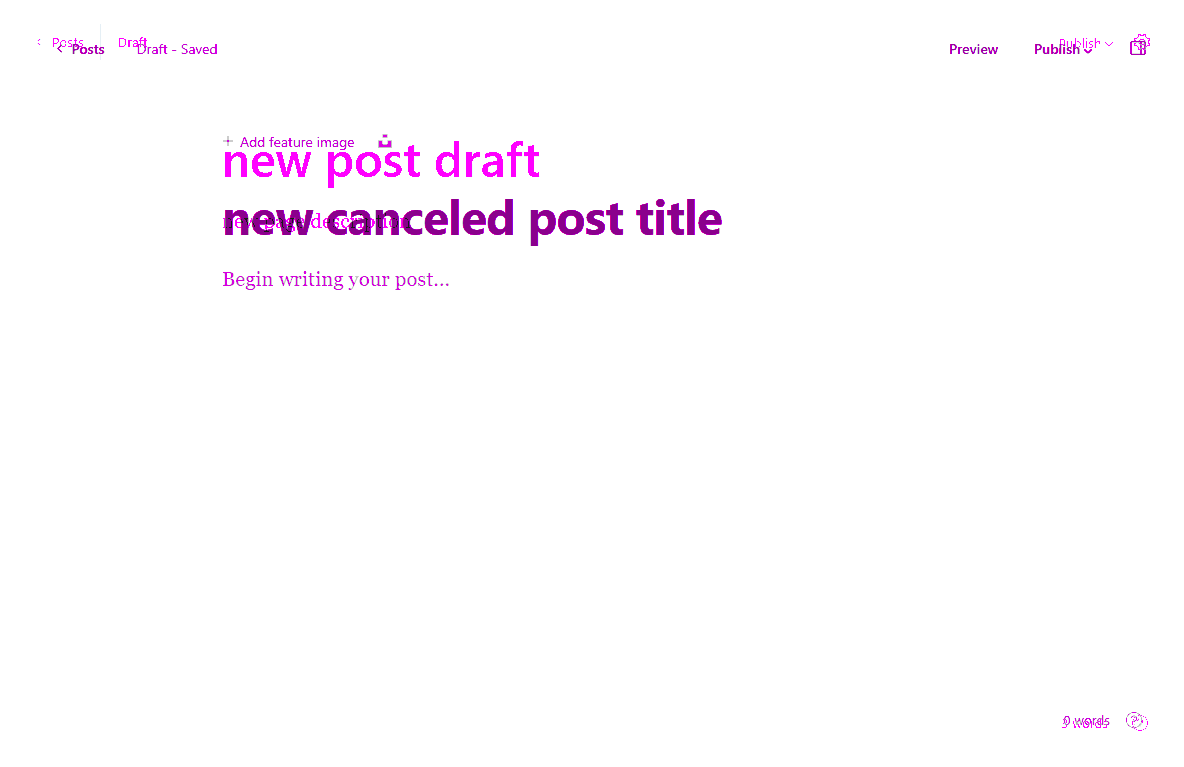 Posts Draft Publish
Posts Draft - Saved Preview Publish
Add feature image
new post draft
new page description
new canceled post title
Begin writing your post...
0 words
3 words